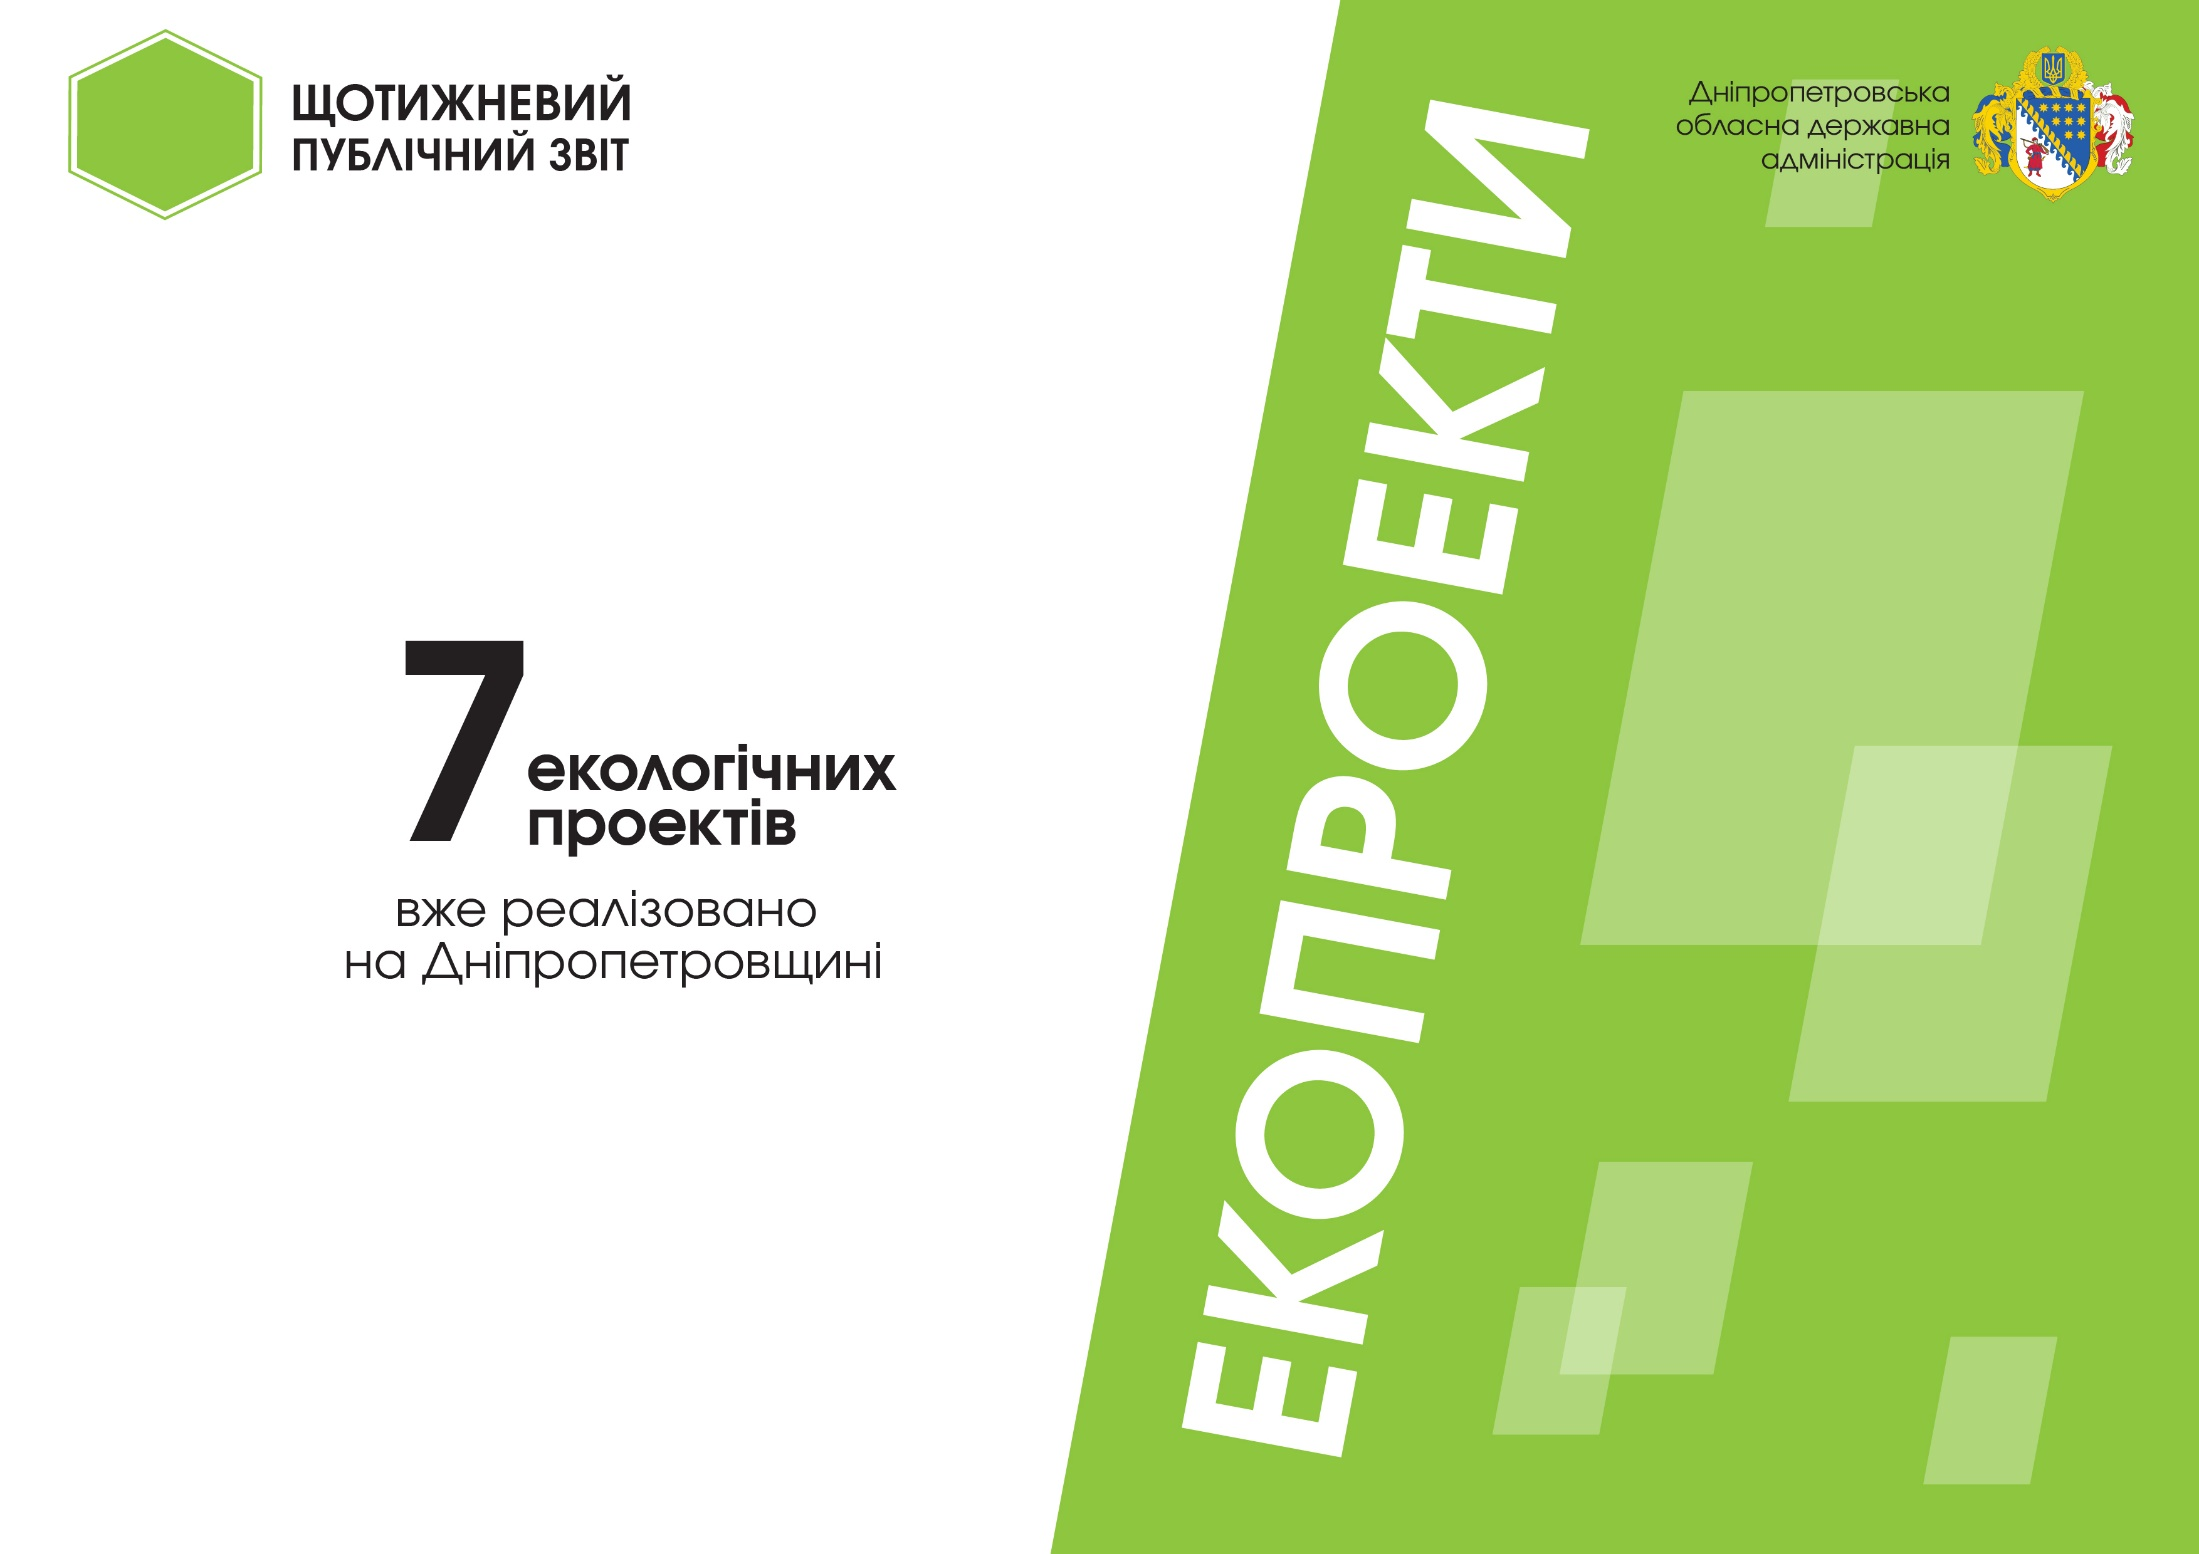 ЩОТИЖНЕВИЙ
ПУБЛІЧНИЙ ЗВІТ
Дніпропетровська
обласна державна
адміністрація
ЕКОПРОЕКТИ
7 екологічних
проектів
вже реалізовано
на Дніпропетровщині